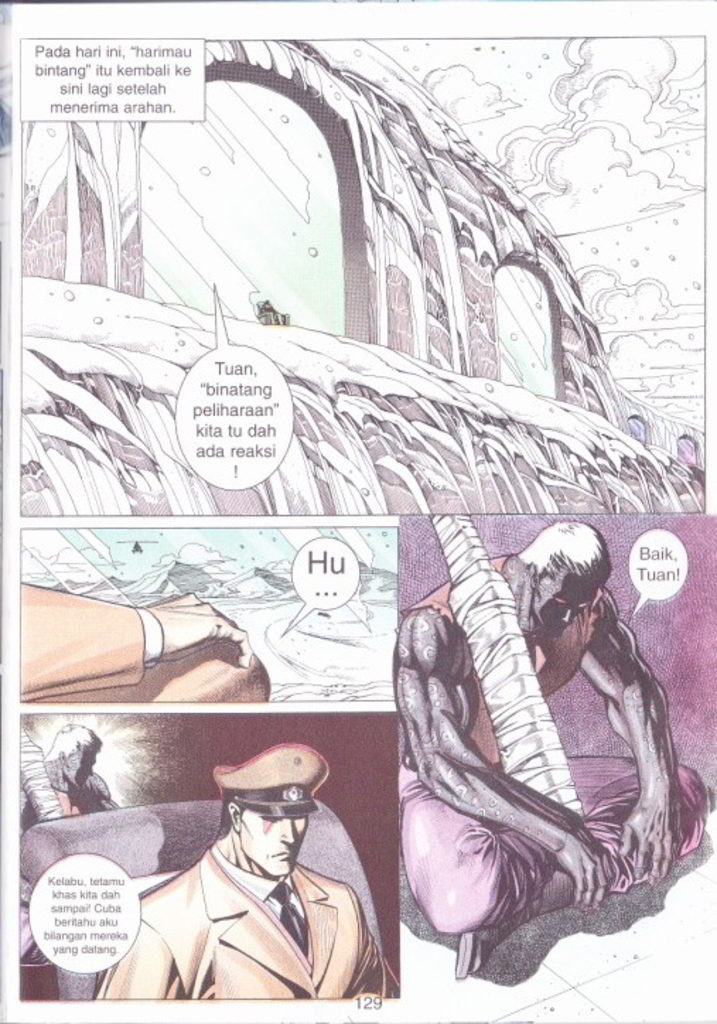 Pada hari ini, "harimau
bintang" itu kembali ke
sini lagi setelah
menerima arahan.
Tuan,
"binatang
peliharaan"
kita tu dah
ada reaksi
!
Hu
...
Baik,
Tuan!
Kelabu, tetamu
khas kita dah
sampai! Cuba
beritahu aku
bilangan mereka
yang datang.
129